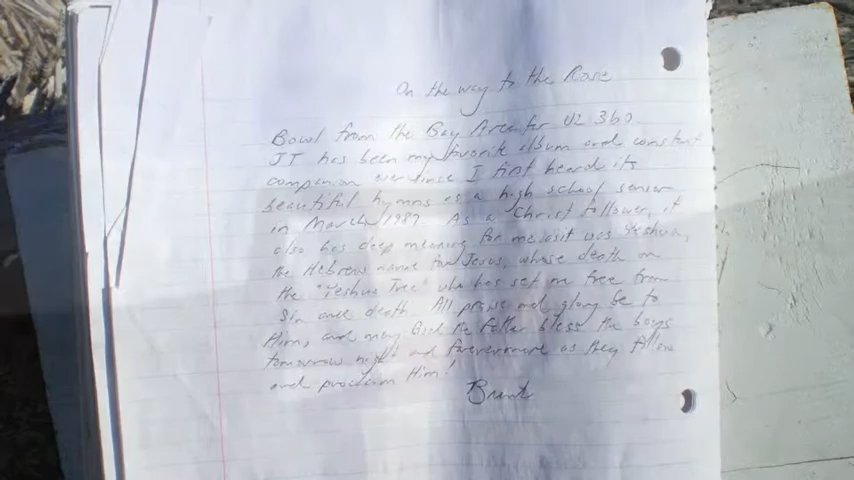 On the way to the Rose
Bowl from the Bay Area for U2 360
JT has been my favorite album and constant
companion ever since I first heard its
beautiful hymns as a high school senior
in March 1987. As a Christ follower, it
also has deep meaning for me as it was Yeshua,
the Hebrew name for Jesus, whose death on
the "Yeshua Tree" who has set me free from
sin and death. All praise and glory be to
Him, and may God the Father bless the boys
tomorrow night and forevermore as they follow
and proclaim Him!